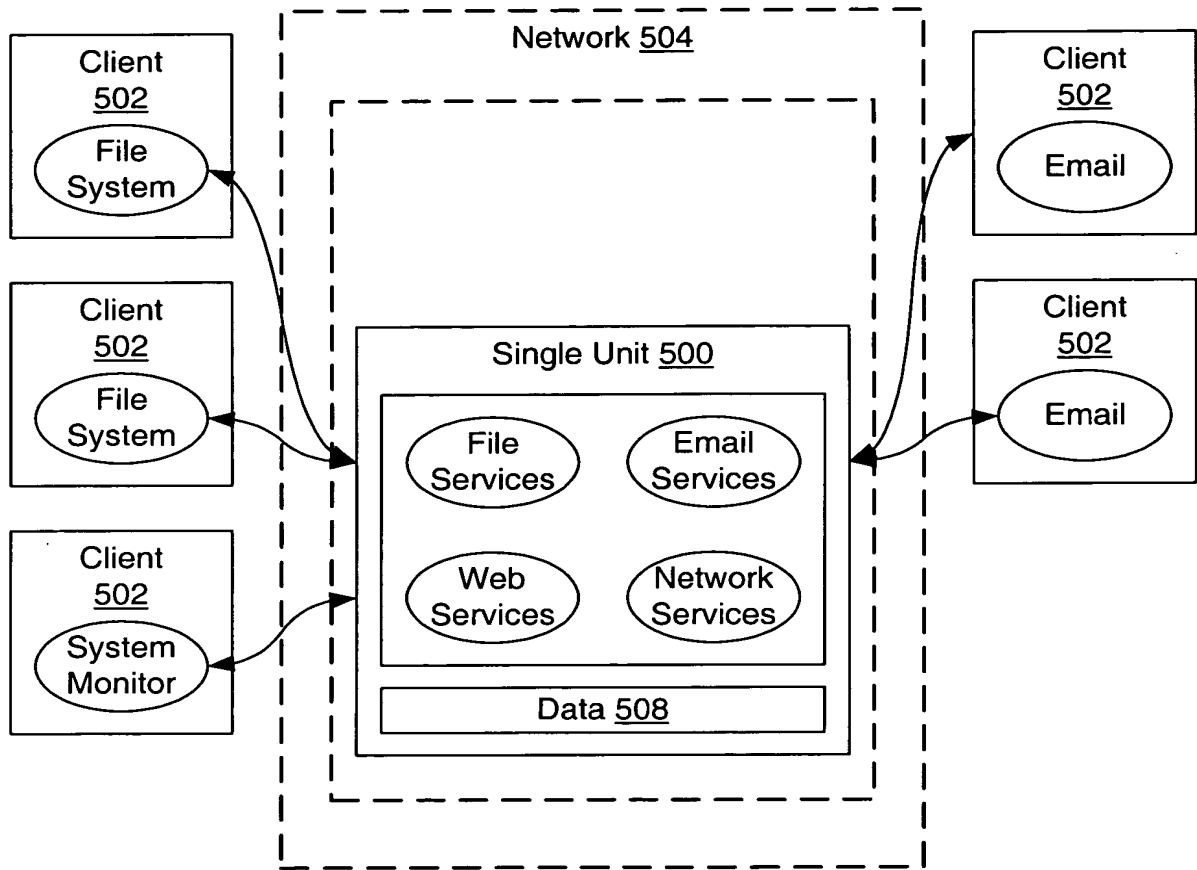 Network 504
Client
502
File
System
Client
502
File
System
Client
502
System
Monitor
Single Unit 500
File
Services
Email
Services
Web
Services
Network
Services
Data 508
Client
502
Email
Client
502
Email